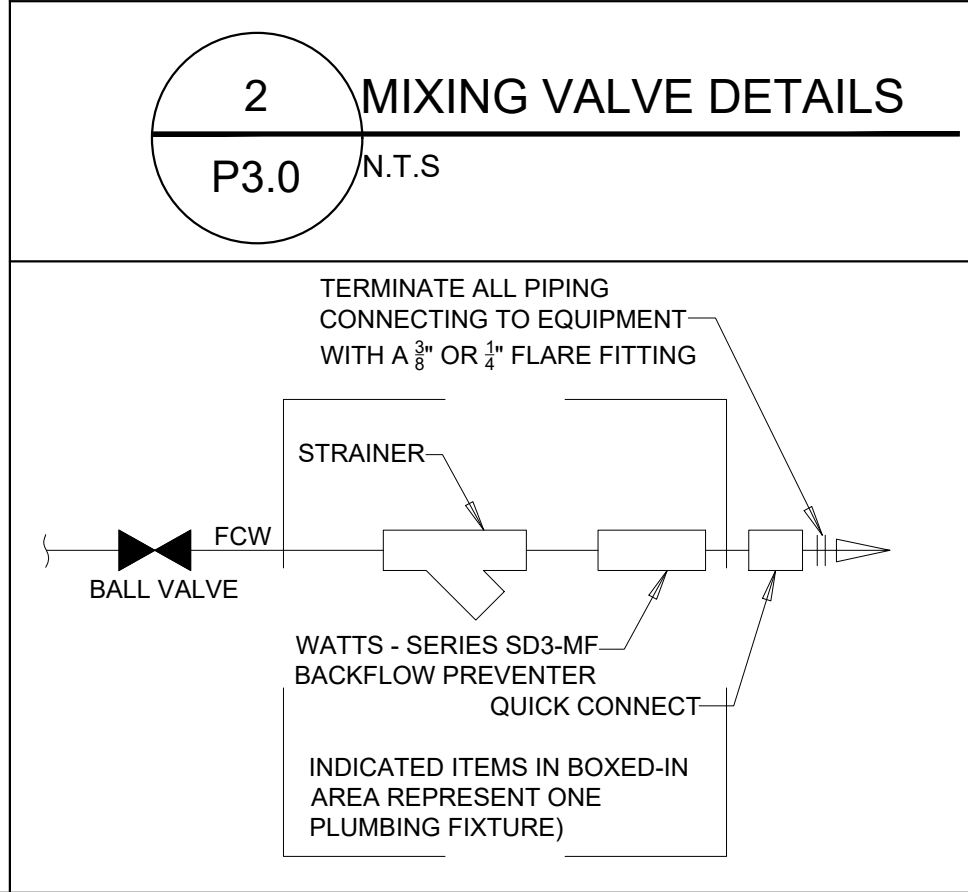 2
MIXING VALVE DETAILS
P3.0
N.T.S
TERMINATE ALL PIPING
CONNECTING TO EQUIPMENT
WITH A 3/8" OR 1/4" FLARE FITTING
STRAINER
FCW
BALL VALVE
WATTS - SERIES SD3-MF
BACKFLOW PREVENTER
QUICK CONNECT
INDICATED ITEMS IN BOXED-IN
AREA REPRESENT ONE
PLUMBING FIXTURE)